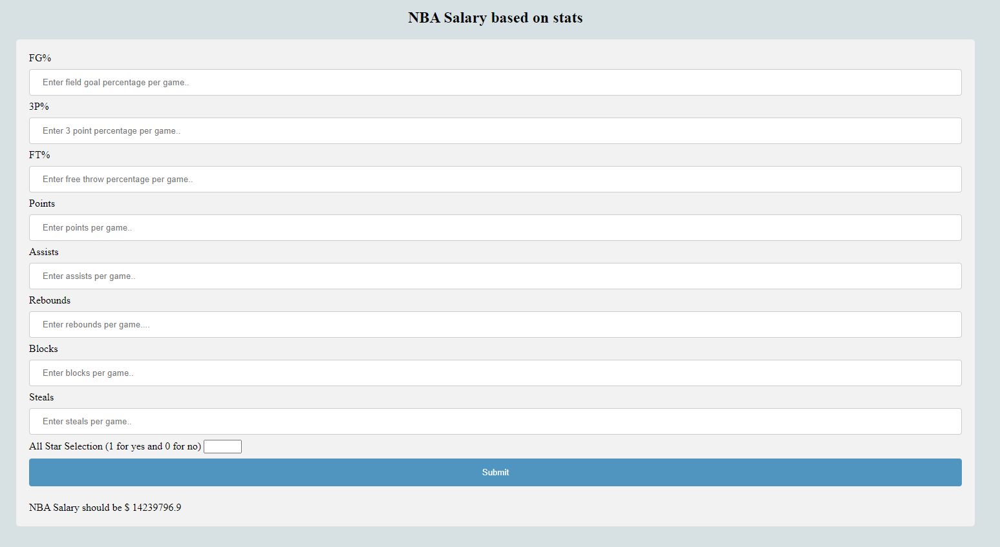 NBA Salary based on stats
FG%
Enter field goal percentage per game..
3P%
Enter 3 point percentage per game..
FT%
Enter free throw percentage per game..
Points
Enter points per game..
Assists
Enter assists per game..
Rebounds
Enter rebounds per game....
Blocks
Enter blocks per game..
Steals
Enter steals per game..
All Star Selection (1 for yes and 0 for no)
Submit
NBA Salary should be $ 14239796.9